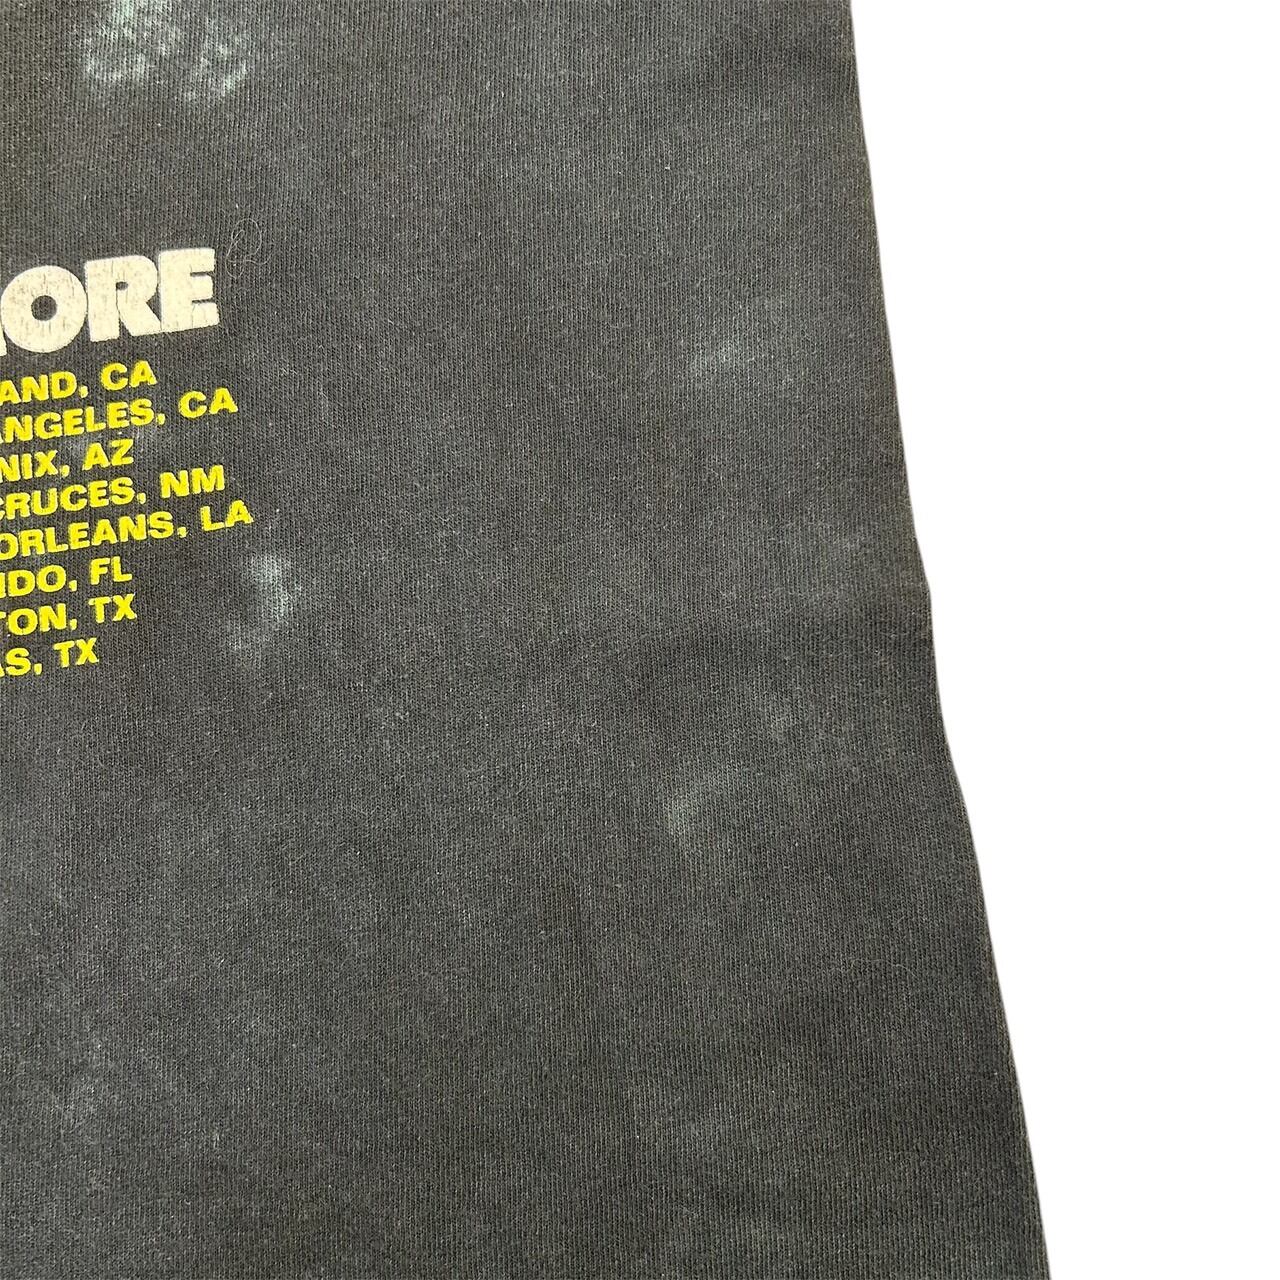 ORE
AND, CA
ANGELES, CA
NIX, AZ
CRUCES, NM
ORLEANS, LA
NDO, FL
TON, TX
AS, TX